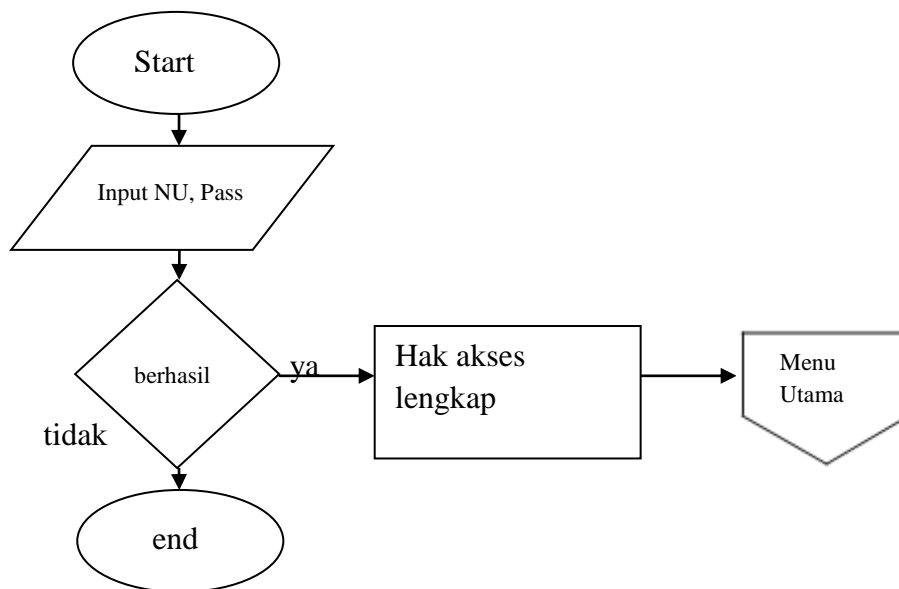 Start
Input NU, Pass
berhasil
ya
Hak akses
lengkap
Menu
Utama
tidak
end